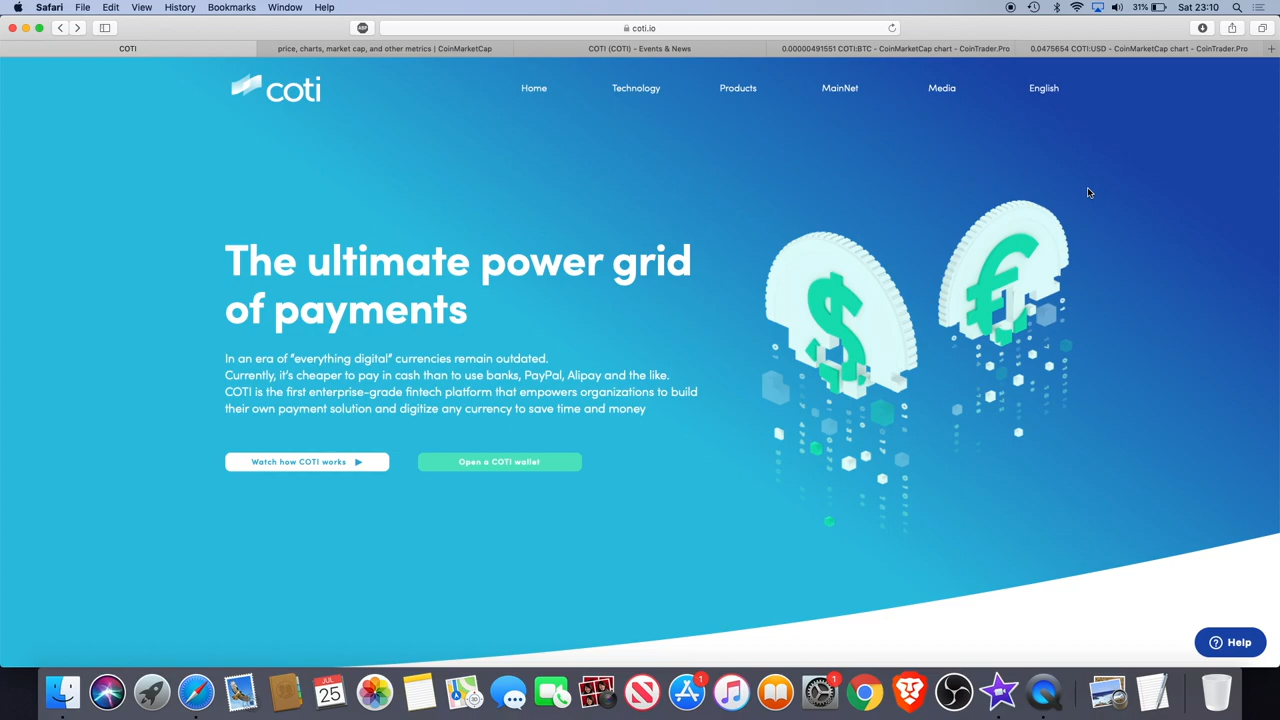 Safari File Edit View History Bookmarks Window Help
31% Sat 23:10
ABP
coti.io
COTI
price, charts, market cap, and other metrics | CoinMarketCap
COTI (COTI) - Events & News
0.00000491551 COTI:BTC - CoinMarketCap chart - CoinTrader.Pro
0.0475654 COTI:USD - CoinMarketCap chart - CoinTrader.Pro
coti
Home
Technology
Products
MainNet
Media
English
The ultimate power grid
of payments
In an era of “everything digital” currencies remain outdated.
Currently, it's cheaper to pay in cash than to use banks, PayPal, Alipay and the like.
COTI is the first enterprise-grade fintech platform that empowers organizations to build
their own payment solution and digitize any currency to save time and money
Watch how COTI works
Open a COTI wallet
$
€
? Help
JUL
25
1
1